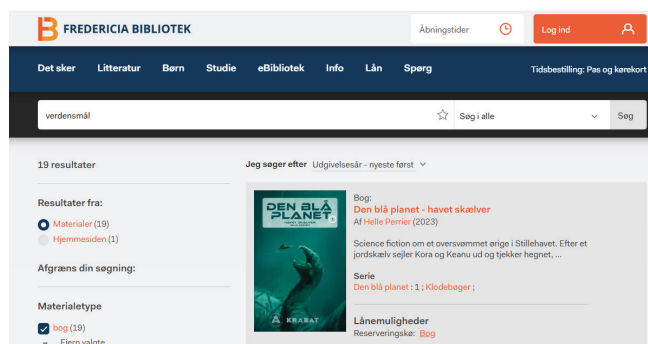 FREDERICIA BIBLIOTEK
Åbningstider
Log ind
Det sker Litteratur Børn Studie eBibliotek Info Lån Spørg
Tidsbestilling: Pas og kørekort
verdensmål
Søg i alle
Søg
19 resultater
Jeg søger efter Udgivelsesår - nyeste først
Resultater fra:
Materialer (19)
Hjemmesiden (1)
Afgræns din søgning:
Materialetype
bog (19)
Fjern valgte
DEN BLÅ
PLANET
HAVET SKÆLVER
KRABAT
Bog:
Den blå planet - havet skælver
Af Helle Perrier (2023)
Science fiction om et oversvømmet ørige i Stillehavet. Efter et
jordskælv sejler Kora og Keanu ud og tjekker hegnet, ...
Serie
Den blå planet : 1 ; Klodebøger ;
Lånemuligheder
Reserveringskø: Bog